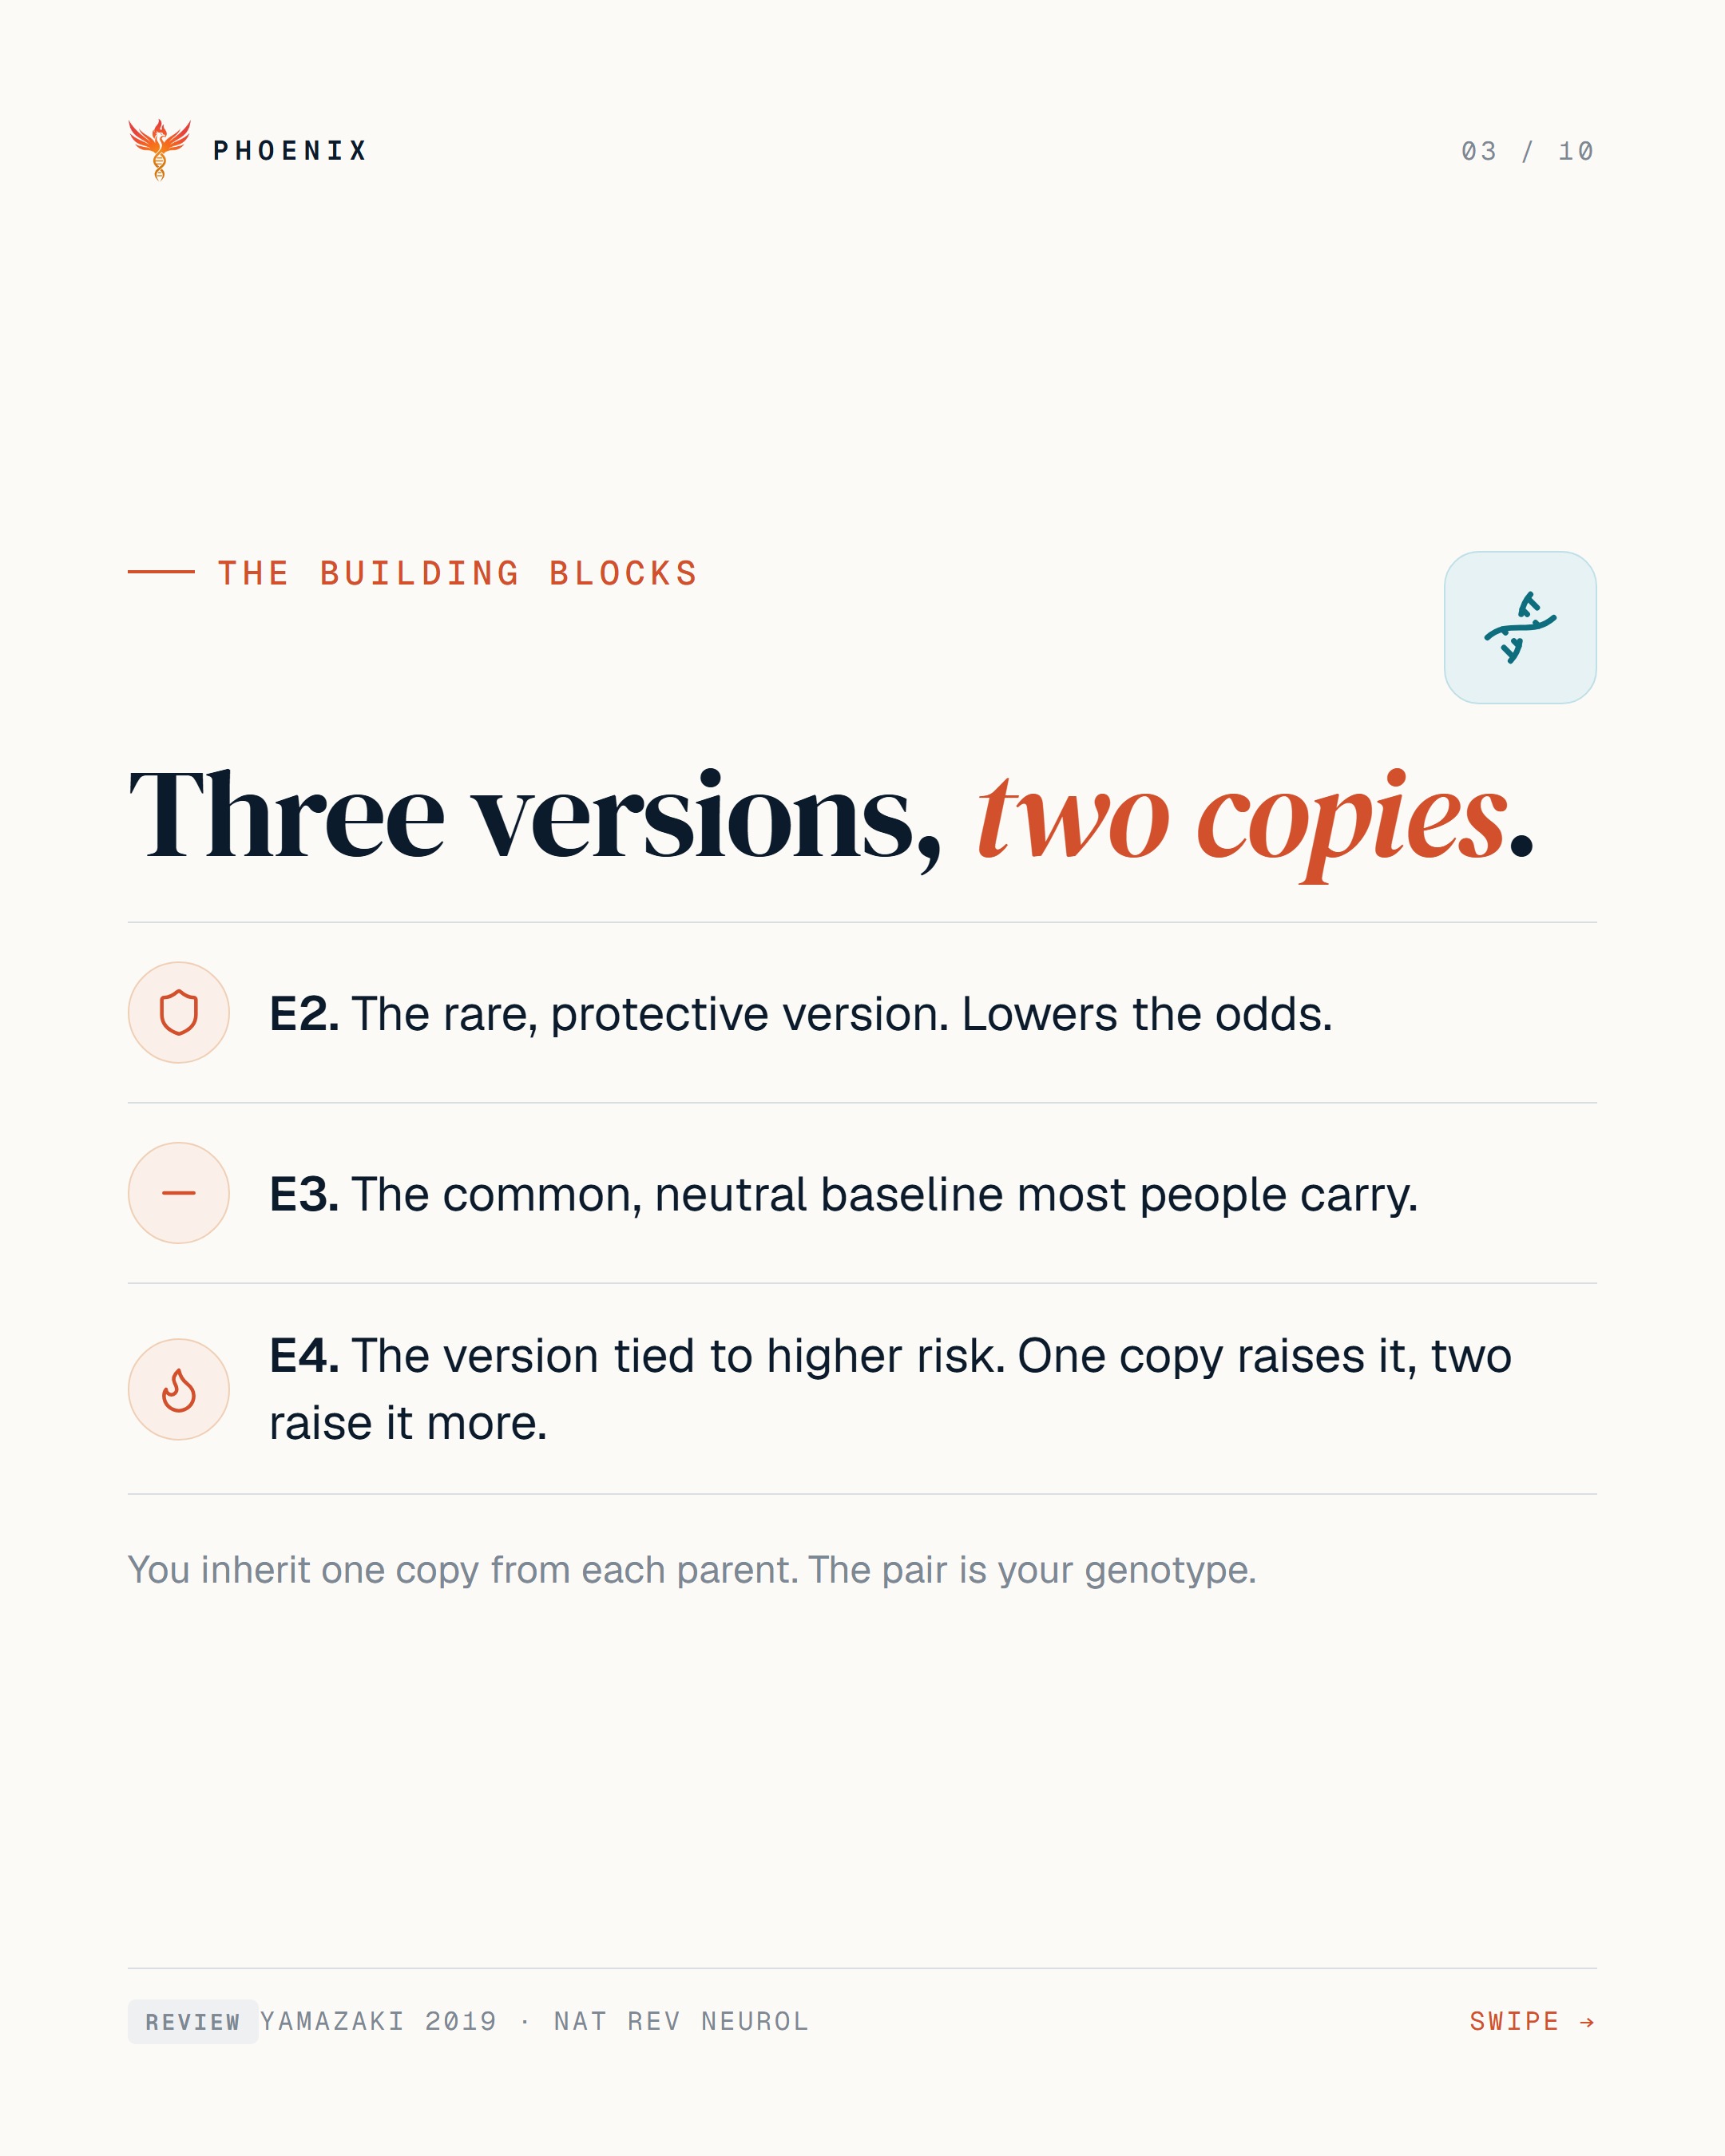 PHOENIX
03 / 10
THE BUILDING BLOCKS
Three versions, two copies.
E2. The rare, protective version. Lowers the odds.
E3. The common, neutral baseline most people carry.
E4. The version tied to higher risk. One copy raises it, two
raise it more.
You inherit one copy from each parent. The pair is your genotype.
REVIEW YAMAZAKI 2019 · NAT REV NEUROL
SWIPE →